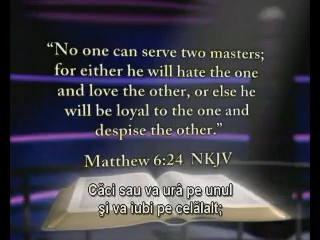 “No one can serve two masters;
for either he will hate the one
and love the other, or else he
will be loyal to the one and
despise the other.”
Matthew 6:24 NKJV
Căci sau va urâ pe unul
şi va iubi pe celălalt;